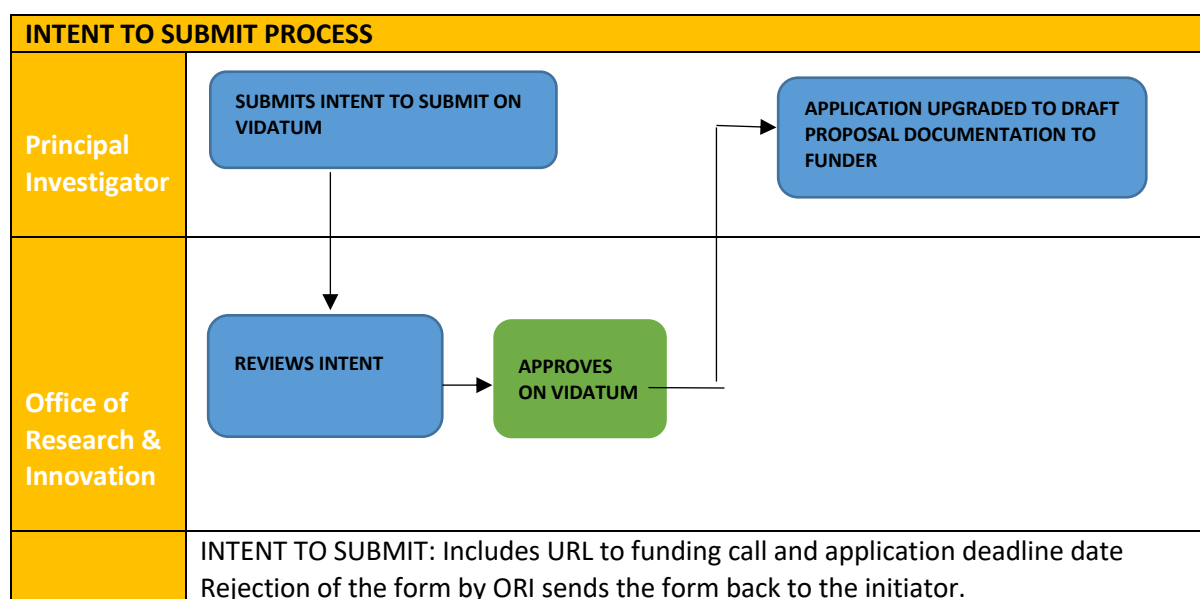 INTENT TO SUBMIT PROCESS
Principal
Investigator
SUBMITS INTENT TO SUBMIT ON
VIDATUM
APPLICATION UPGRADED TO DRAFT
PROPOSAL DOCUMENTATION TO
FUNDER
Office of
Research &
Innovation
REVIEWS INTENT
APPROVES
ON VIDATUM
INTENT TO SUBMIT: Includes URL to funding call and application deadline date
Rejection of the form by ORI sends the form back to the initiator.